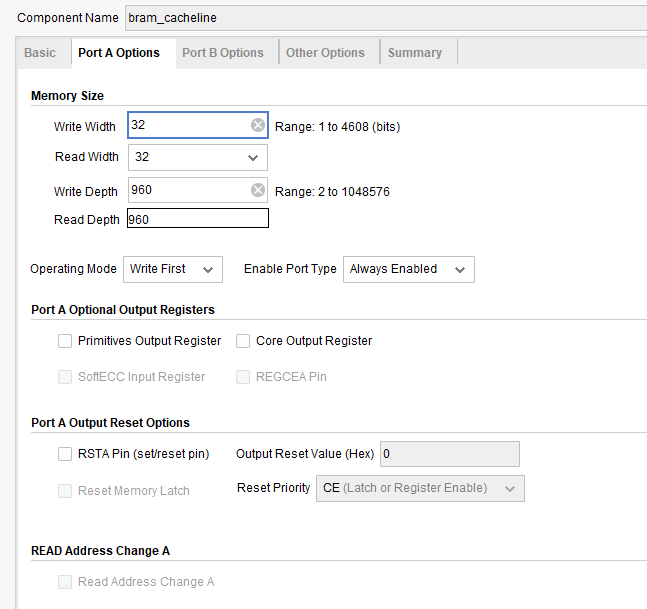 Component Name bram_cacheline
Basic Port A Options Port B Options Other Options Summary
Memory Size
Write Width 32 Range: 1 to 4608 (bits)
Read Width 32
Write Depth 960 Range: 2 to 1048576
Read Depth 960
Operating Mode Write First Enable Port Type Always Enabled
Port A Optional Output Registers
Primitives Output Register Core Output Register
SoftECC Input Register REGCEA Pin
Port A Output Reset Options
RSTA Pin (set/reset pin) Output Reset Value (Hex) 0
Reset Memory Latch Reset Priority CE (Latch or Register Enable)
READ Address Change A
Read Address Change A